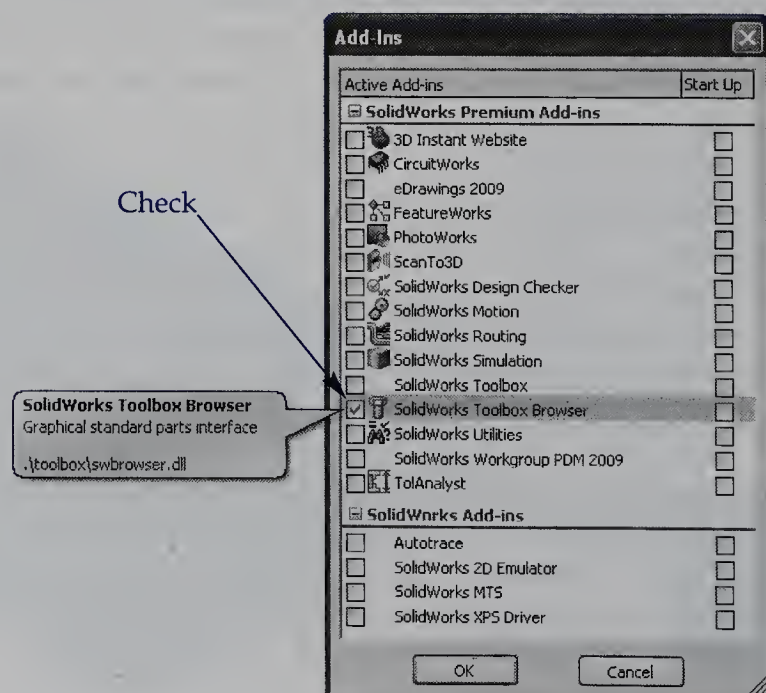 Add-Ins
Active Add-ins Start Up
SolidWorks Premium Add-ins
3D Instant Website
CircuitWorks
eDrawings 2009
FeatureWorks
PhotoWorks
ScanTo3D
SolidWorks Design Checker
SolidWorks Motion
SolidWorks Routing
SolidWorks Simulation
SolidWorks Toolbox
SolidWorks Toolbox Browser
SolidWorks Utilities
SolidWorks Workgroup PDM 2009
TolAnalyst
SolidWorks Add-ins
Autotrace
SolidWorks 2D Emulator
SolidWorks MTS
SolidWorks XPS Driver
OK Cancel
Check
SolidWorks Toolbox Browser
Graphical standard parts interface
.\toolbox\swbrowser.dll